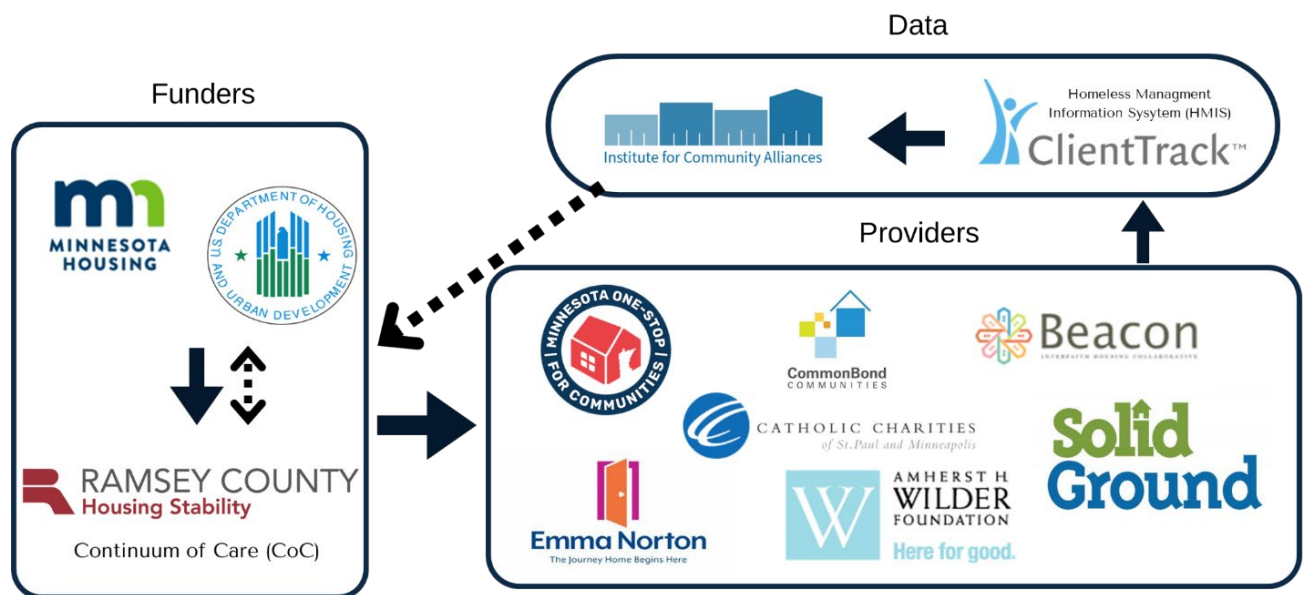 Data
Funders
Homeless Managment
Information Sysytem (HMIS)
ClientTrack™
Institute for Community Alliances
MINNESOTA
HOUSING
U.S. DEPARTMENT OF HOUSING
AND URBAN DEVELOPMENT
Providers
MINNESOTA ONE-STOP
FOR COMMUNITIES
CommonBond
COMMUNITIES
Beacon
INTERFAITH HOUSING COLLABORATIVE
CATHOLIC CHARITIES
of St.Paul and Minneapolis
Solid
Ground
RAMSEY COUNTY
Housing Stability
Continuum of Care (CoC)
Emma Norton
The Journey Home Begins Here
W
AMHERST H
WILDER
FOUNDATION
Here for good.